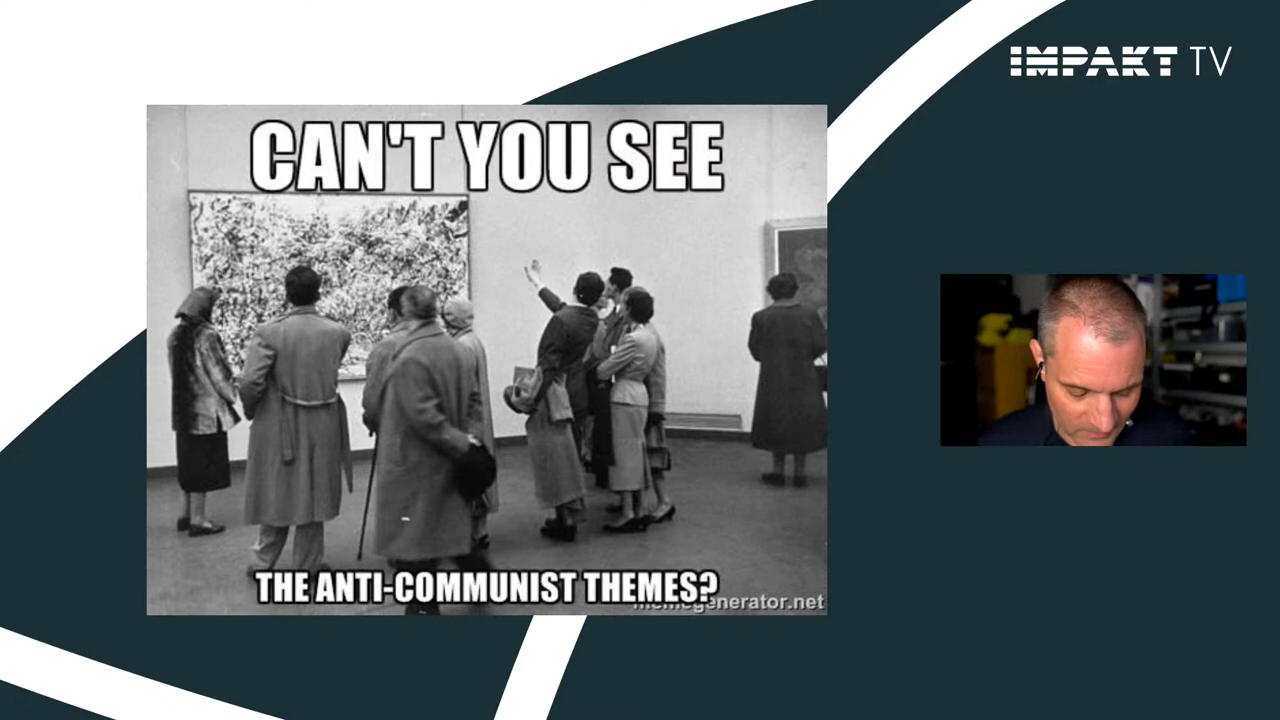 IMPAKT TV
CAN'T YOU SEE
THE ANTI-COMMUNIST THEMES?
memegenerator.net